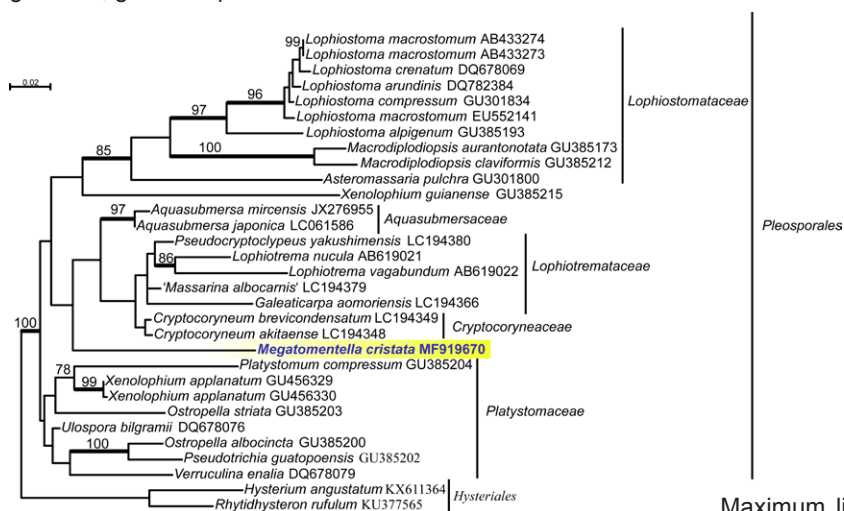 0.02
99
Lophiostoma macrostomum AB433274
Lophiostoma macrostomum AB433273
Lophiostoma crenatum DQ678069
Lophiostoma arundinis DQ782384
96
Lophiostoma compressum GU301834
97
Lophiostoma macrostomum EU552141
Lophiostoma alpigenum GU385193
Lophiostomataceae
100
Macrodiplodiopsis aurantonotata GU385173
Macrodiplodiopsis claviformis GU385212
85
Asteromassaria pulchra GU301800
Xenolophium guianense GU385215
97
Aquasubmersa mircensis JX276955
Aquasubmersa japonica LC061586
Aquasubmersaceae
Pleosporales
Pseudocryptoclypeus yakushimensis LC194380
86
Lophiotrema nucula AB619021
Lophiotrema vagabundum AB619022
Lophiotremataceae
'Massarina albocarnis' LC194379
Galeaticarpa aomoriensis LC194366
Cryptocoryneum brevicondensatum LC194349
Cryptocoryneum akitaense LC194348
Cryptocoryneaceae
100
Megatomentella cristata MF919670
78
Platystomum compressum GU385204
99
Xenolophium applanatum GU456329
Xenolophium applanatum GU456330
Ostropella striata GU385203
Platystomaceae
Ulospora bilgramii DQ678076
100
Ostropella albocincta GU385200
Pseudotrichia guatopoensis GU385202
Verruculina enalia DQ678079
Hysterium angustatum KX611364
Rhytidhysteron rufulum KU377565
Hysteriales
Maximum li